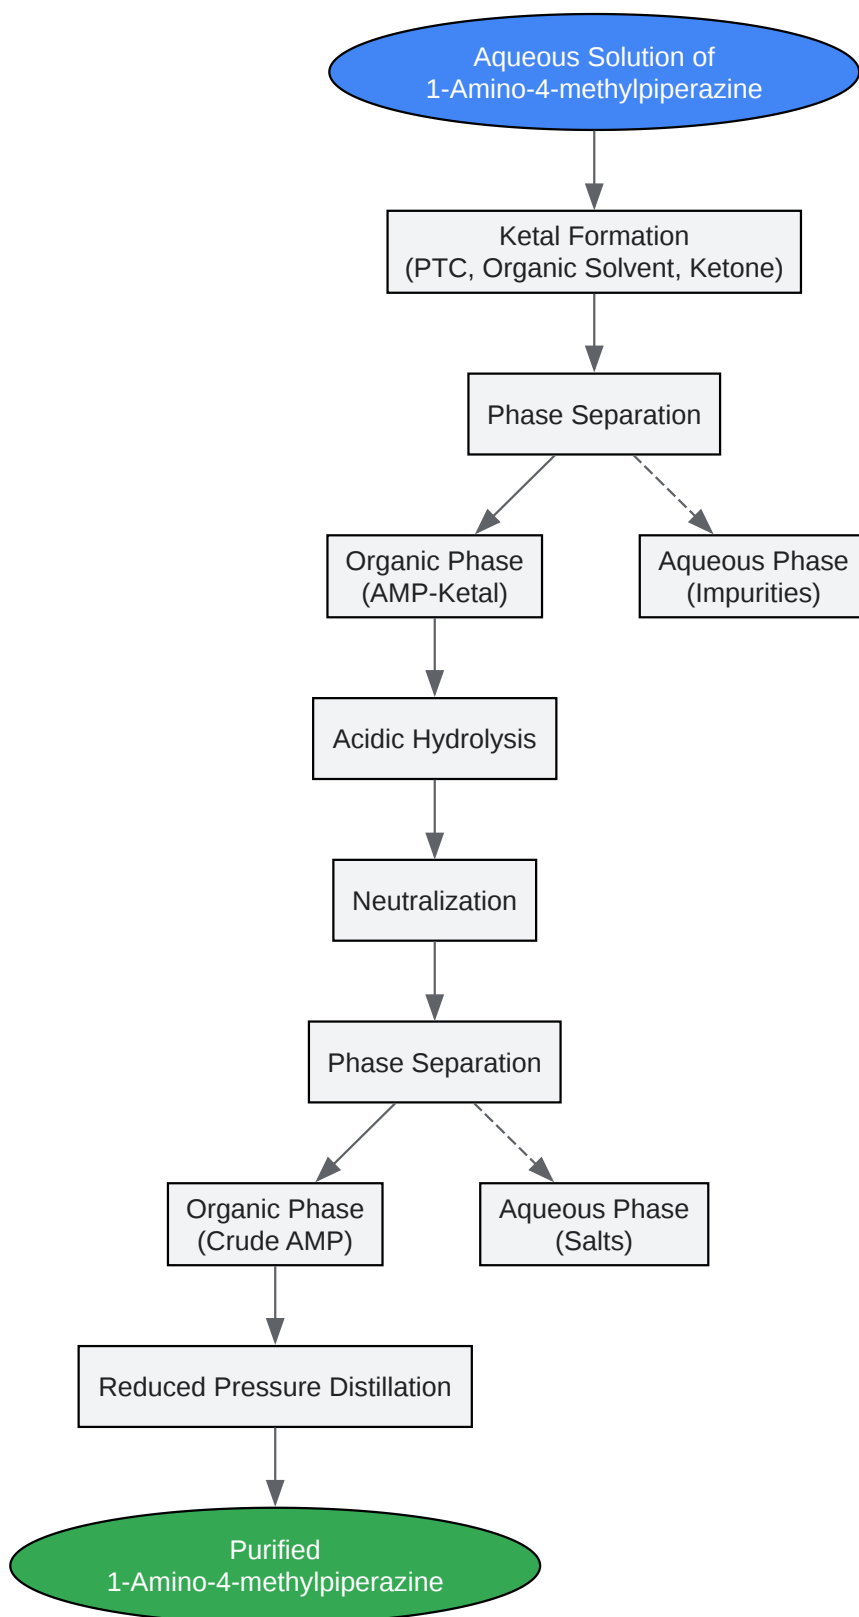 Aqueous Solution of
1-Amino-4-methylpiperazine
Ketal Formation
(PTC, Organic Solvent, Ketone)
Phase Separation
Organic Phase
(AMP-Ketal)
Aqueous Phase
(Impurities)
Acidic Hydrolysis
Neutralization
Phase Separation
Organic Phase
(Crude AMP)
Aqueous Phase
(Salts)
Reduced Pressure Distillation
Purified
1-Amino-4-methylpiperazine